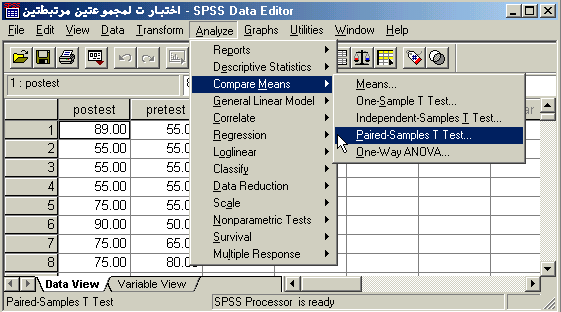 اختبار ت لمجموعتين مرتبطتين - SPSS Data Editor
File Edit View Data Transform Analyze Graphs Utilities Window Help
1 : postest
postest pretest
1 89.00 55.0
2 55.00 55.0
3 55.00 55.0
4 55.00 55.0
5 75.00 55.0
6 90.00 50.0
7 75.00 65.0
8 75.00 80.0
Reports
Descriptive Statistics
Compare Means
General Linear Model
Correlate
Regression
Loglinear
Classify
Data Reduction
Scale
Nonparametric Tests
Survival
Multiple Response
Means...
One-Sample T Test...
Independent-Samples T Test...
Paired-Samples T Test...
One-Way ANOVA...
Data View Variable View
Paired-Samples T Test SPSS Processor is ready